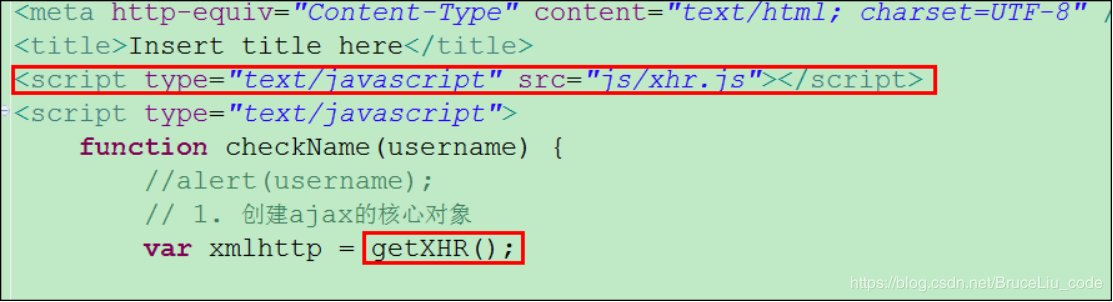 <meta http-equiv="Content-Type" content="text/html; charset=UTF-8" /
<title>Insert title here</title>
<script type="text/javascript" src="js/xhr.js"></script>
<script type="text/javascript">
function checkName(username) {
//alert(username);
// 1. 创建ajax的核心对象
var xmlhttp = getXHR();
https://blog.csdn.net/BruceLiu_code